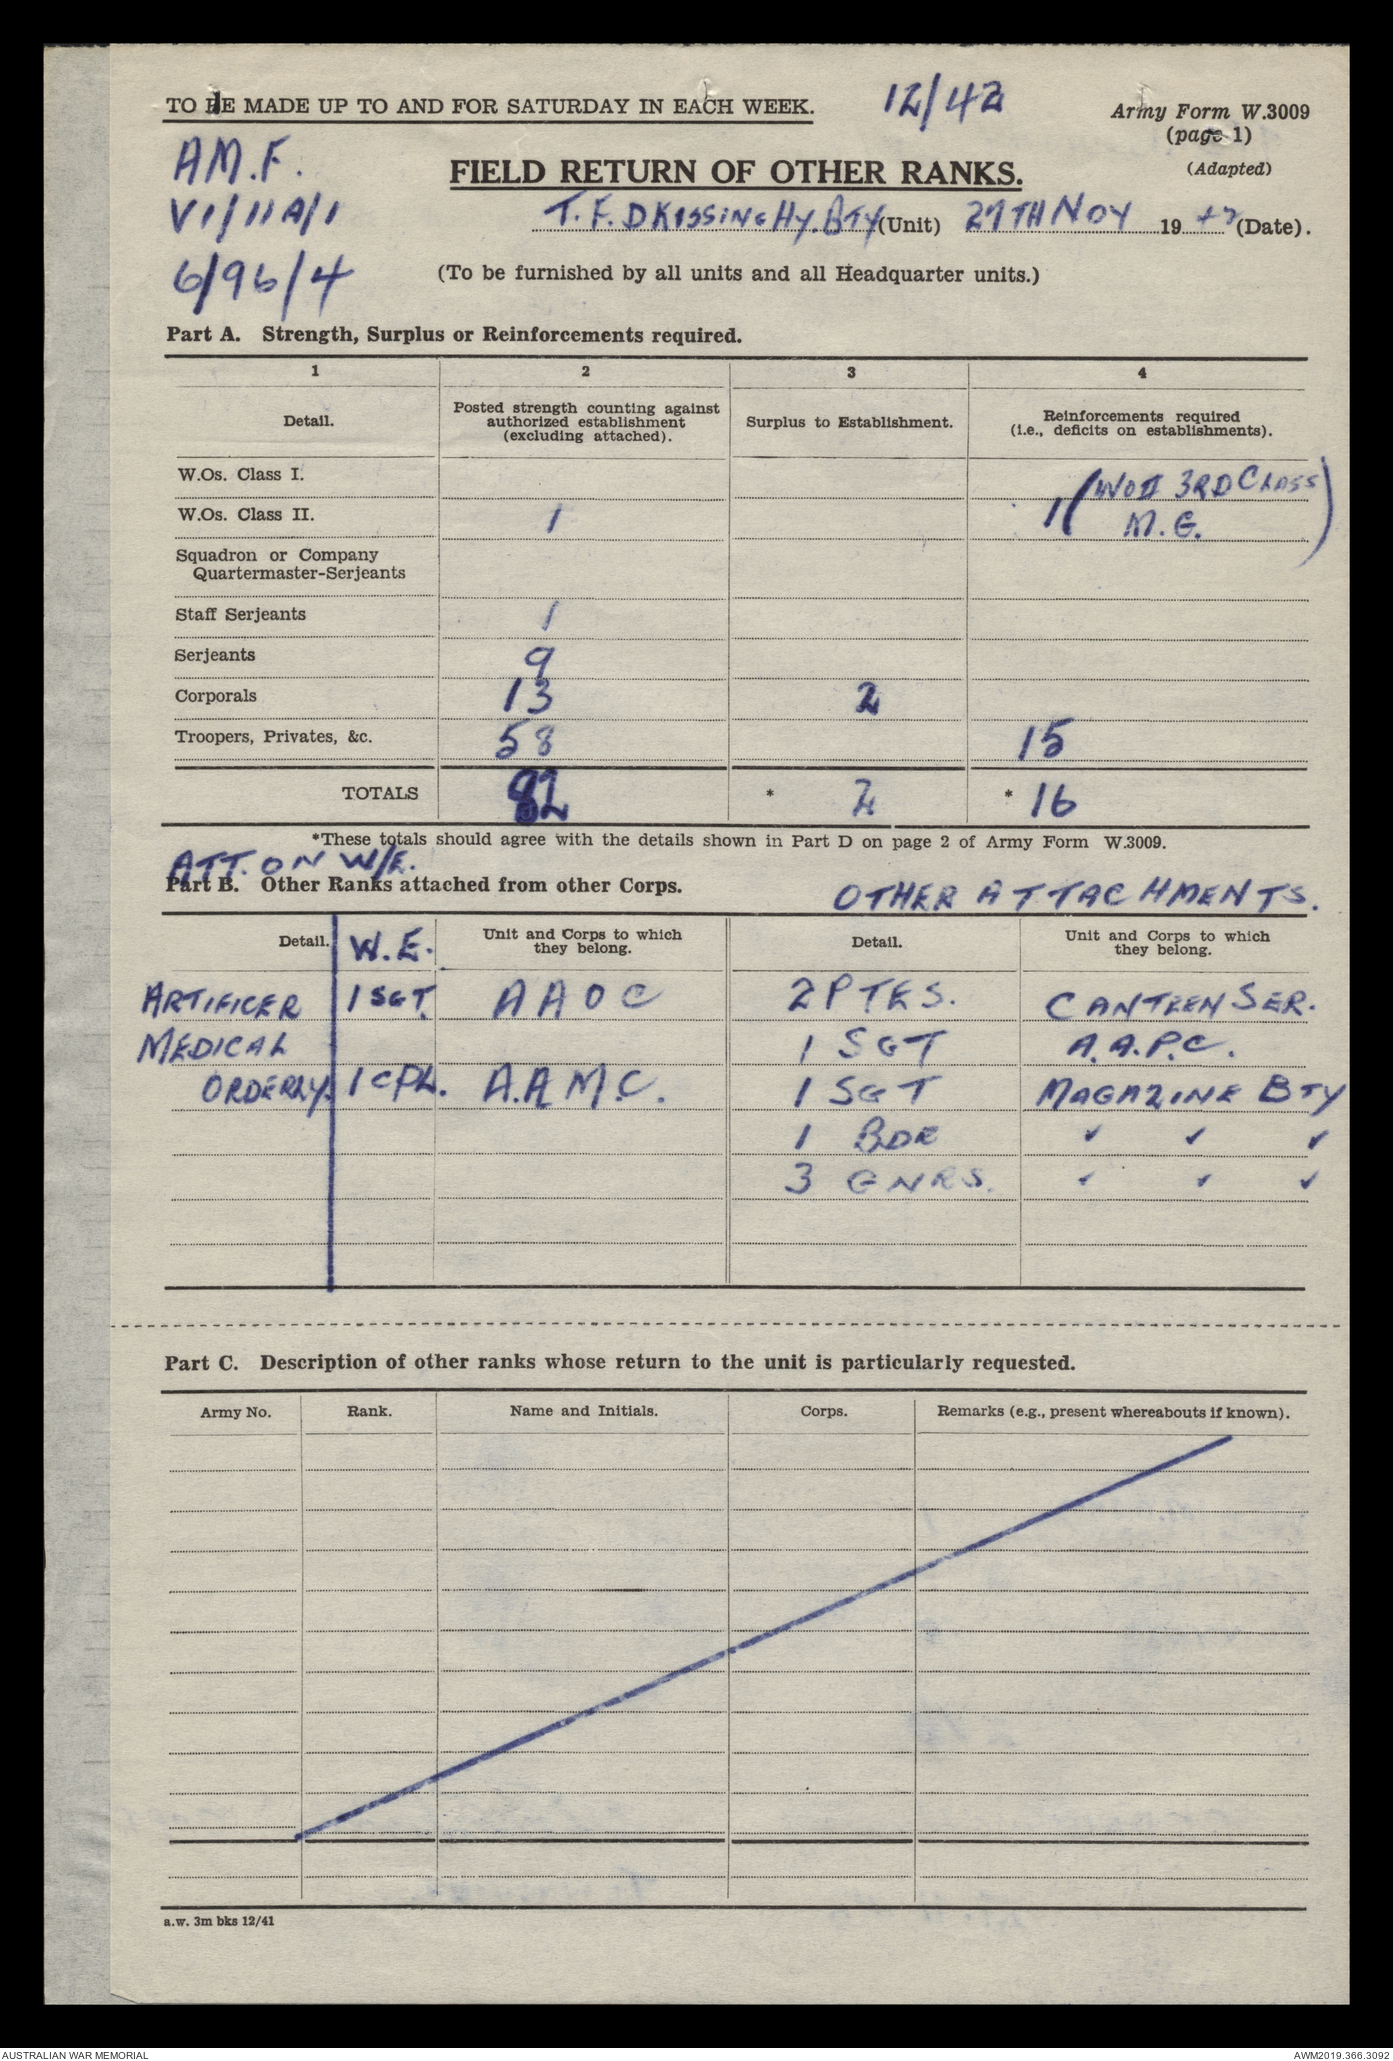 TO BE MADE UP TO AND FOR SATURDAY IN EACH WEEK.
12/42
Army Form W.3009
(page 1)
(Adapted)
A.M.F.
V1/11A/1
6/96/4
FIELD RETURN OF OTHER RANKS.
T. F. D KISSING Hy. BTY (Unit) 27TH NOV 19 42 (Date).
(To be furnished by all units and all Headquarter units.)
Part A. Strength, Surplus or Reinforcements required.
1 2 3 4
Detail. Posted strength counting against authorized establishment (excluding attached). Surplus to Establishment. Reinforcements required (i.e., deficits on establishments).
W.Os. Class I.
W.Os. Class II. 1 1 (WOII 3RD CLASS M.G.)
Squadron or Company
Quartermaster-Serjeants
Staff Serjeants 1
Serjeants 9
Corporals 13 2
Troopers, Privates, &c. 58 15
TOTALS 82 * 2 * 16
*These totals should agree with the details shown in Part D on page 2 of Army Form W.3009.
ATT. ON W/E.
Part B. Other Ranks attached from other Corps.
OTHER ATTACHMENTS.
Detail. W.E. Unit and Corps to which they belong. Detail. Unit and Corps to which they belong.
ARTIFICER 1 SGT. AAOC 2 PTES. CANTEEN SER.
MEDICAL 1 SGT A.A.P.C.
ORDERLY. 1 CPL. A.A.M.C. 1 SGT MAGAZINE BTY
1 BDR ✓ ✓ ✓
3 GNRS. ✓ ✓ ✓
Part C. Description of other ranks whose return to the unit is particularly requested.
Army No. Rank. Name and Initials. Corps. Remarks (e.g., present whereabouts if known).
a.w. 3m bks 12/41
AUSTRALIAN WAR MEMORIAL
AWM2019.366.3092